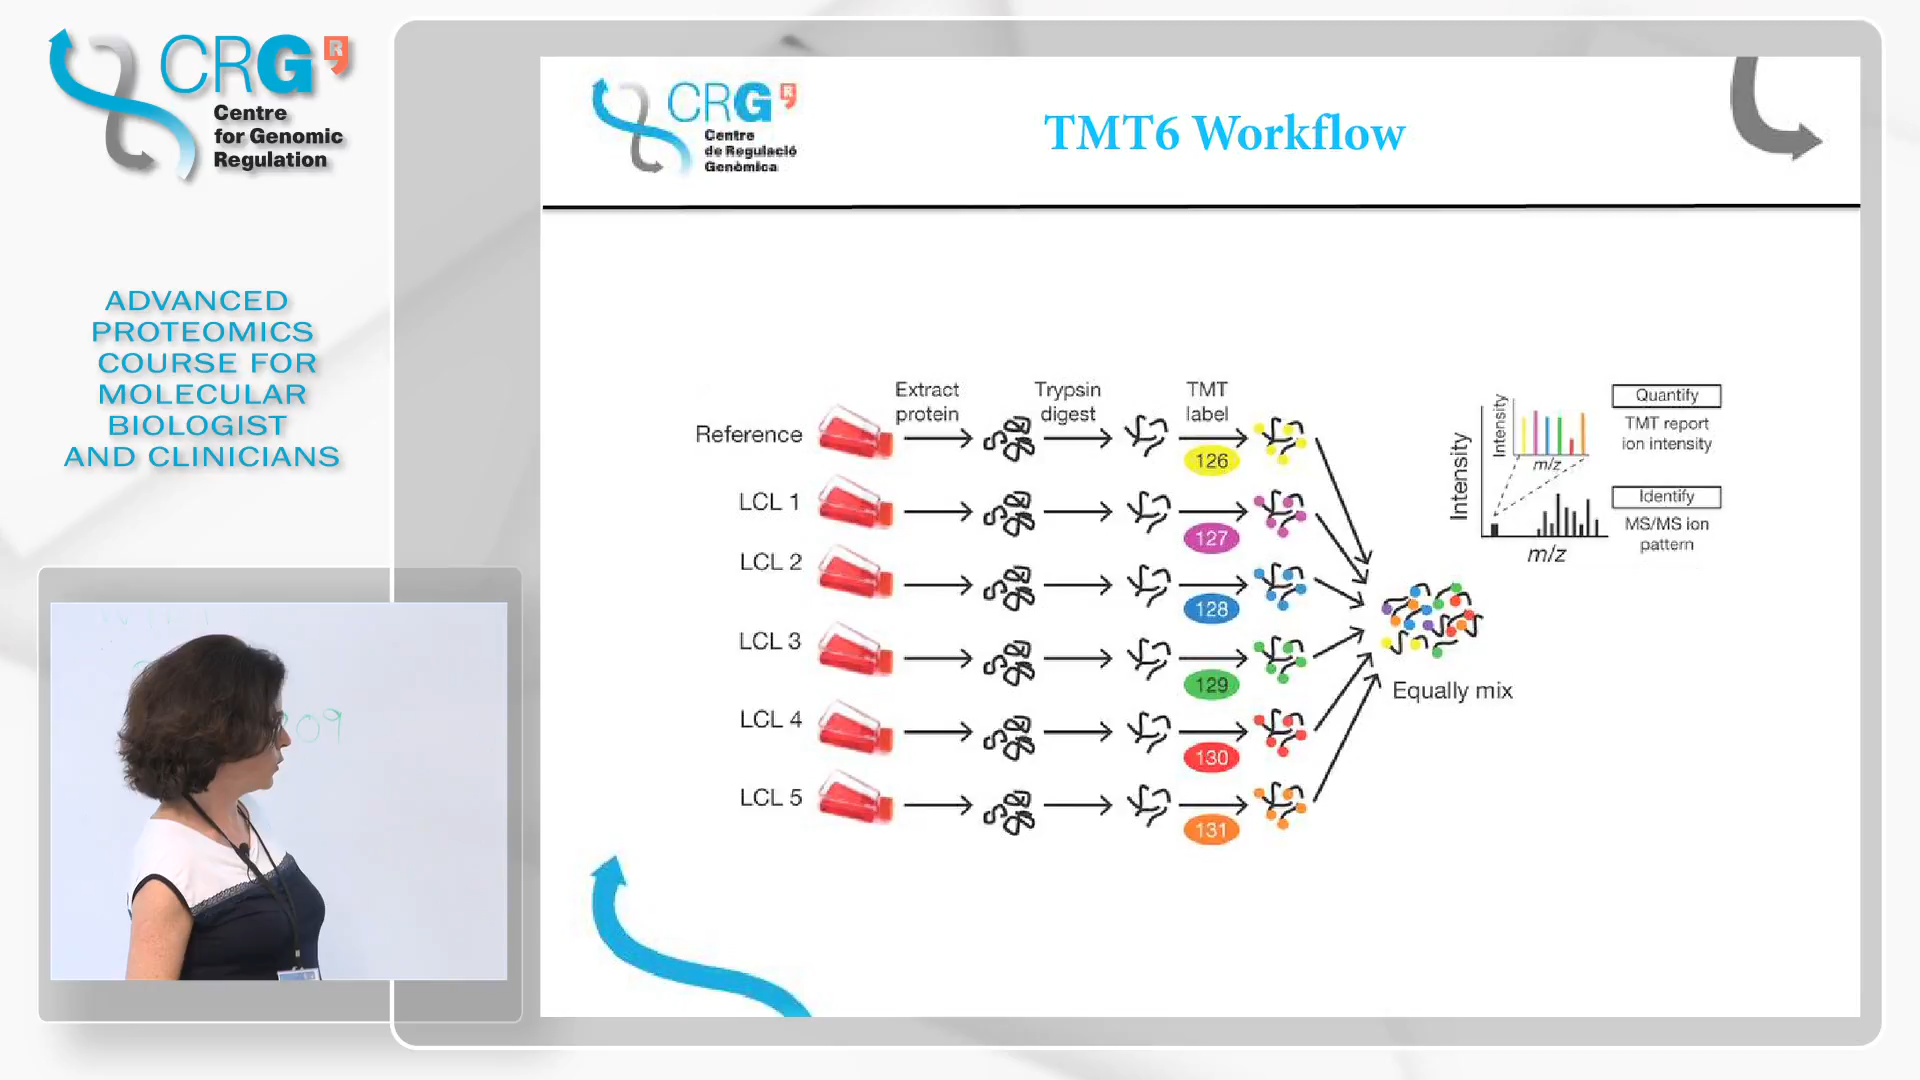 CRG
R
Centre
for Genomic
Regulation
ADVANCED
PROTEOMICS
COURSE FOR
MOLECULAR
BIOLOGIST
AND CLINICIANS
09
CRG
R
Centre
de Regulació
Genòmica
TMT6 Workflow
Extract
protein
Trypsin
digest
TMT
label
Reference
126
LCL 1
127
LCL 2
128
LCL 3
129
LCL 4
130
LCL 5
131
Equally mix
Intensity
Intensity
m/z
m/z
Quantify
TMT report
ion intensity
Identify
MS/MS ion
pattern